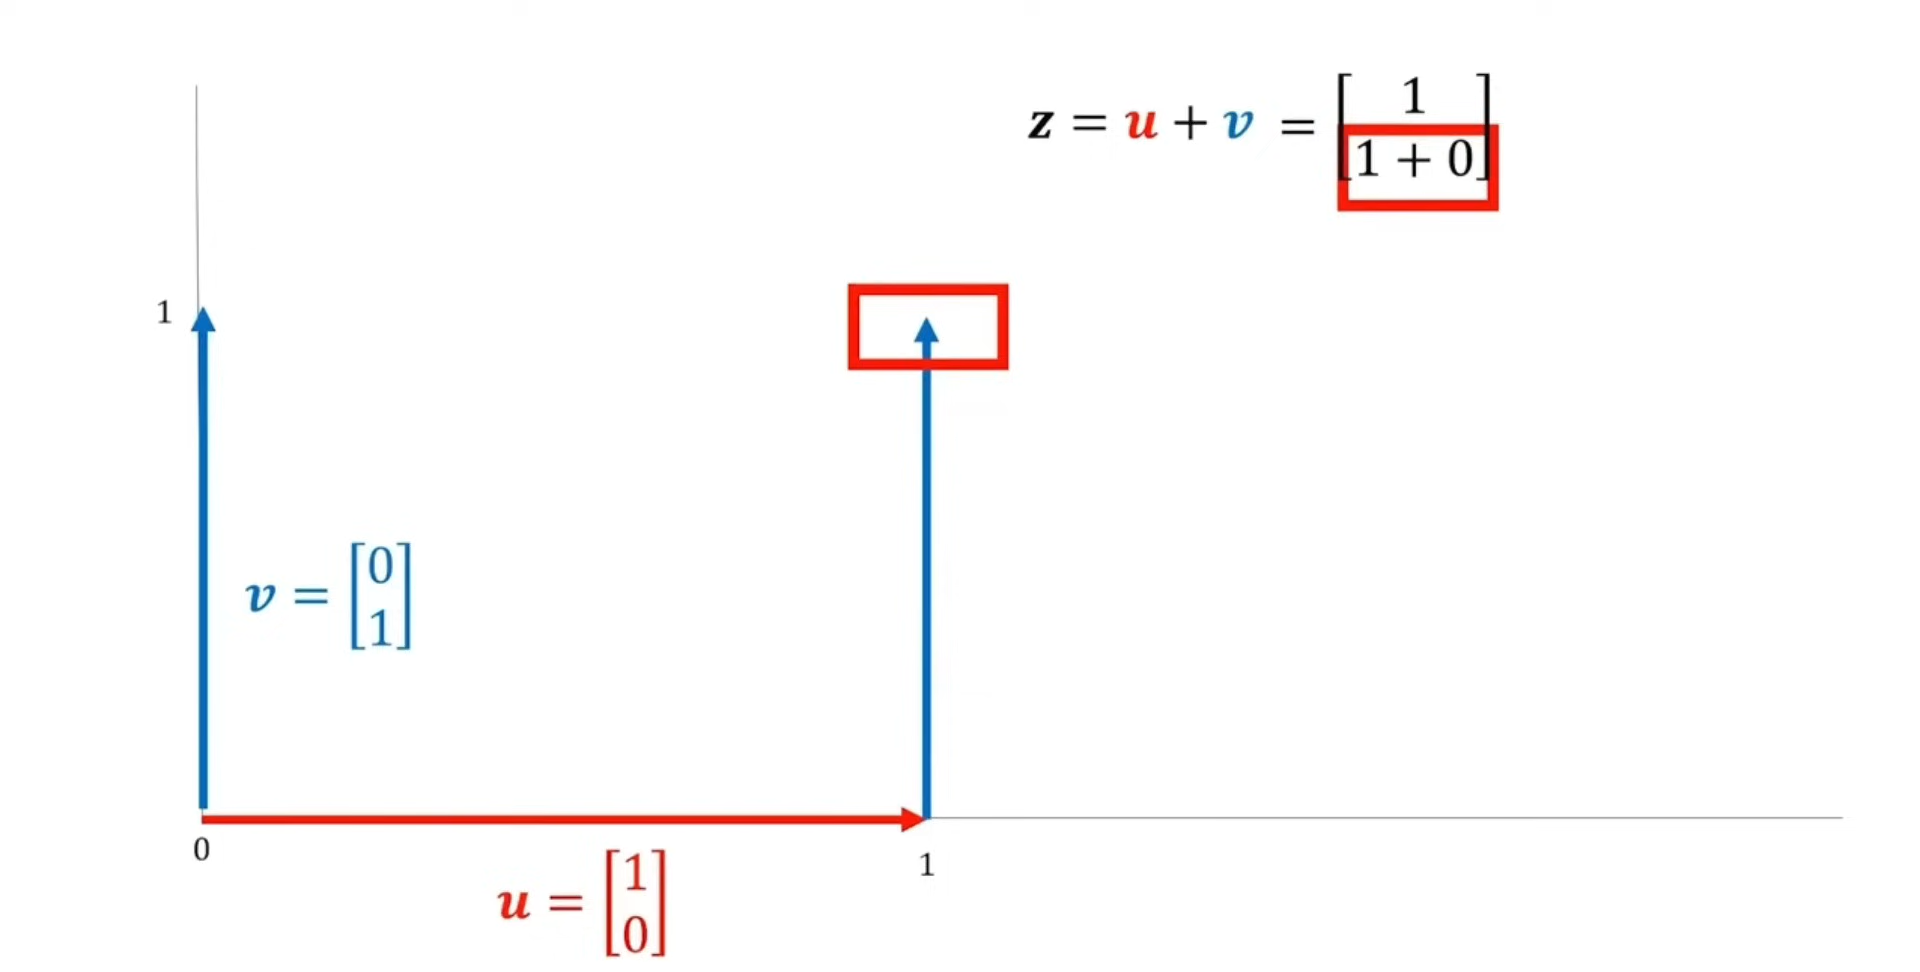 z = u + v = [1
1 + 0]
1
v = [0
1]
0
1
u = [1
0]